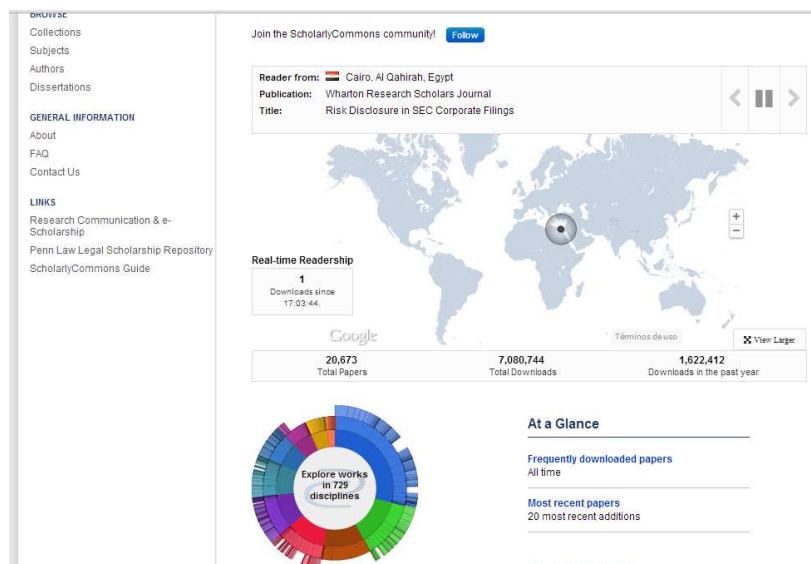 BROWSE
Collections
Subjects
Authors
Dissertations
GENERAL INFORMATION
About
FAQ
Contact Us
LINKS
Research Communication & e-
Scholarship
Penn Law Legal Scholarship Repository
ScholarlyCommons Guide
Join the ScholarlyCommons community! Follow
Reader from: Cairo, Al Qahirah, Egypt
Publication: Wharton Research Scholars Journal
Title: Risk Disclosure in SEC Corporate Filings
+
−
Real-time Readership
1
Downloads since
17:03:44.
Google
Términos de uso
View Larger
20,673 7,080,744 1,622,412
Total Papers Total Downloads Downloads in the past year
Explore works
in 729
disciplines
At a Glance
Frequently downloaded papers
All time
Most recent papers
20 most recent additions